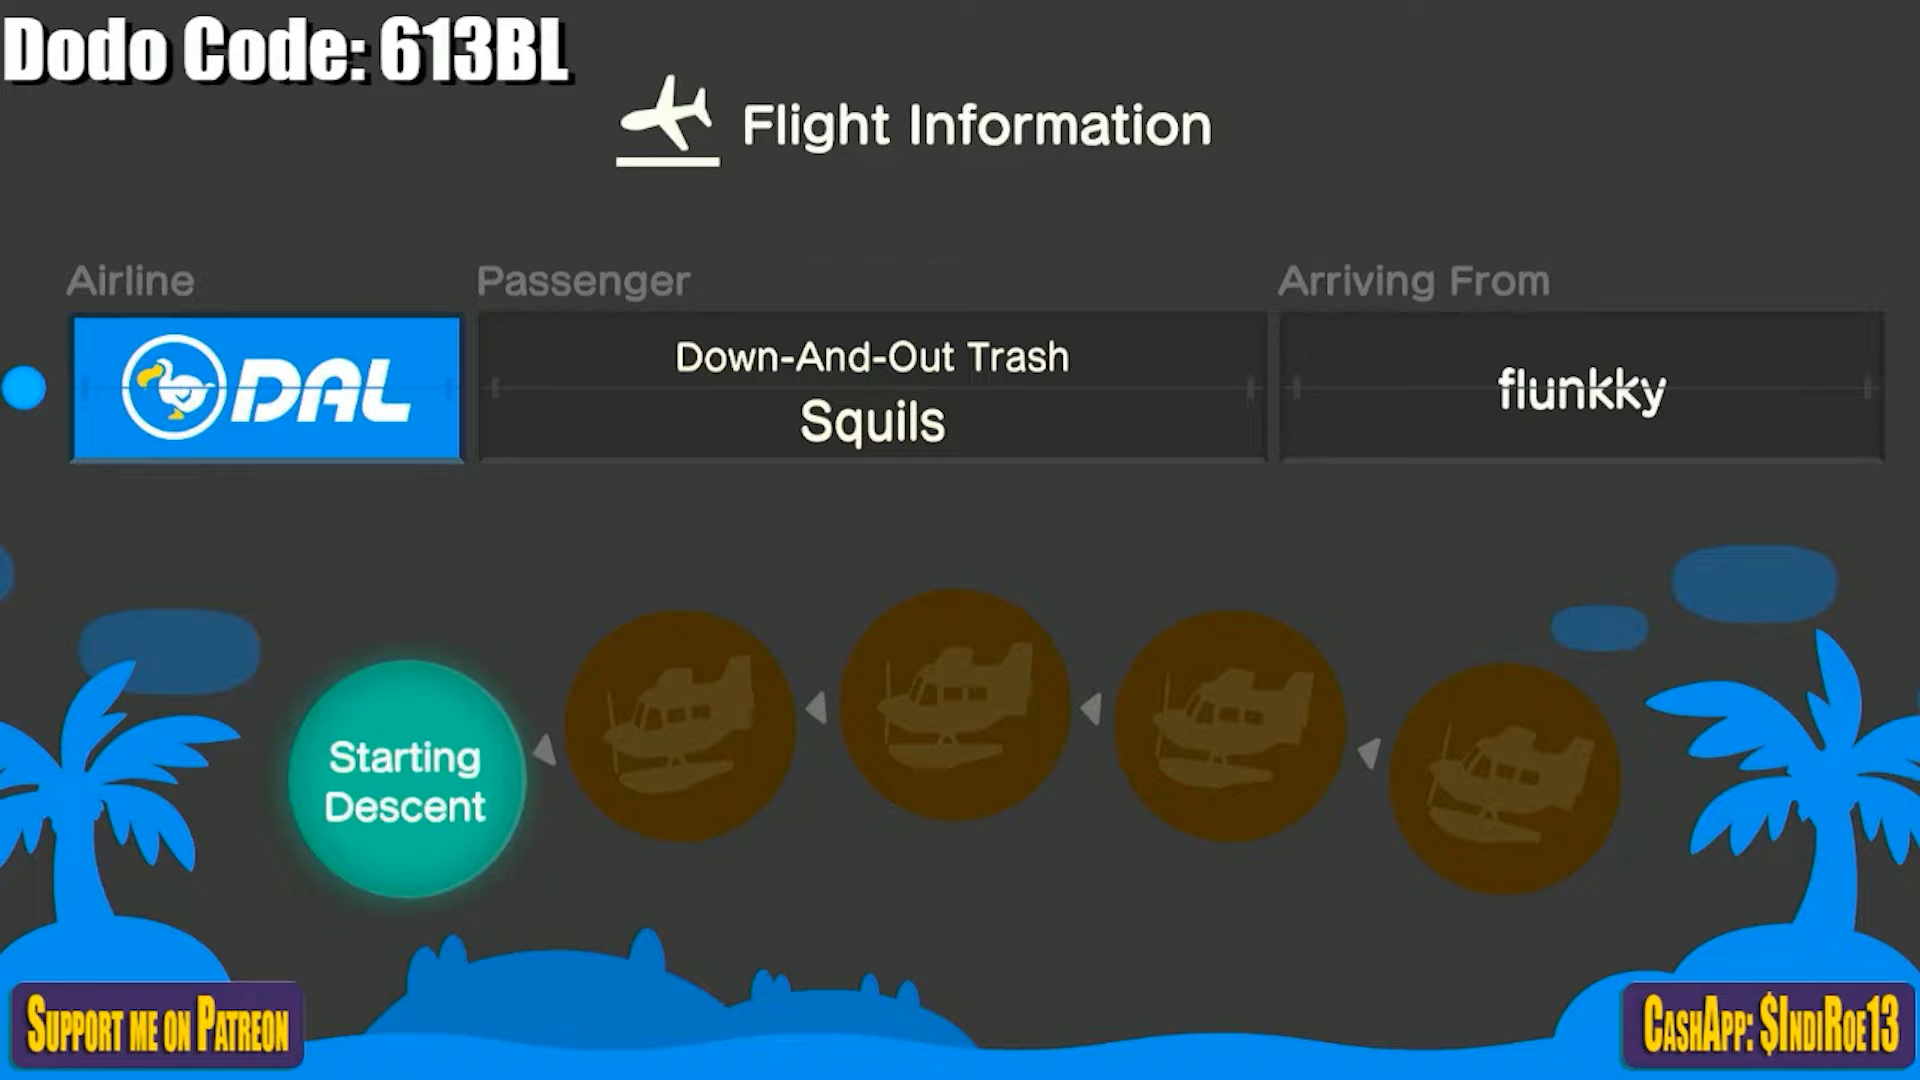 Dodo Code: 613BL
Flight Information
Airline
Passenger
Arriving From
DAL
Down-And-Out Trash
Squils
flunkky
Starting
Descent
Support me on Patreon
CashApp: $IndiRoe13